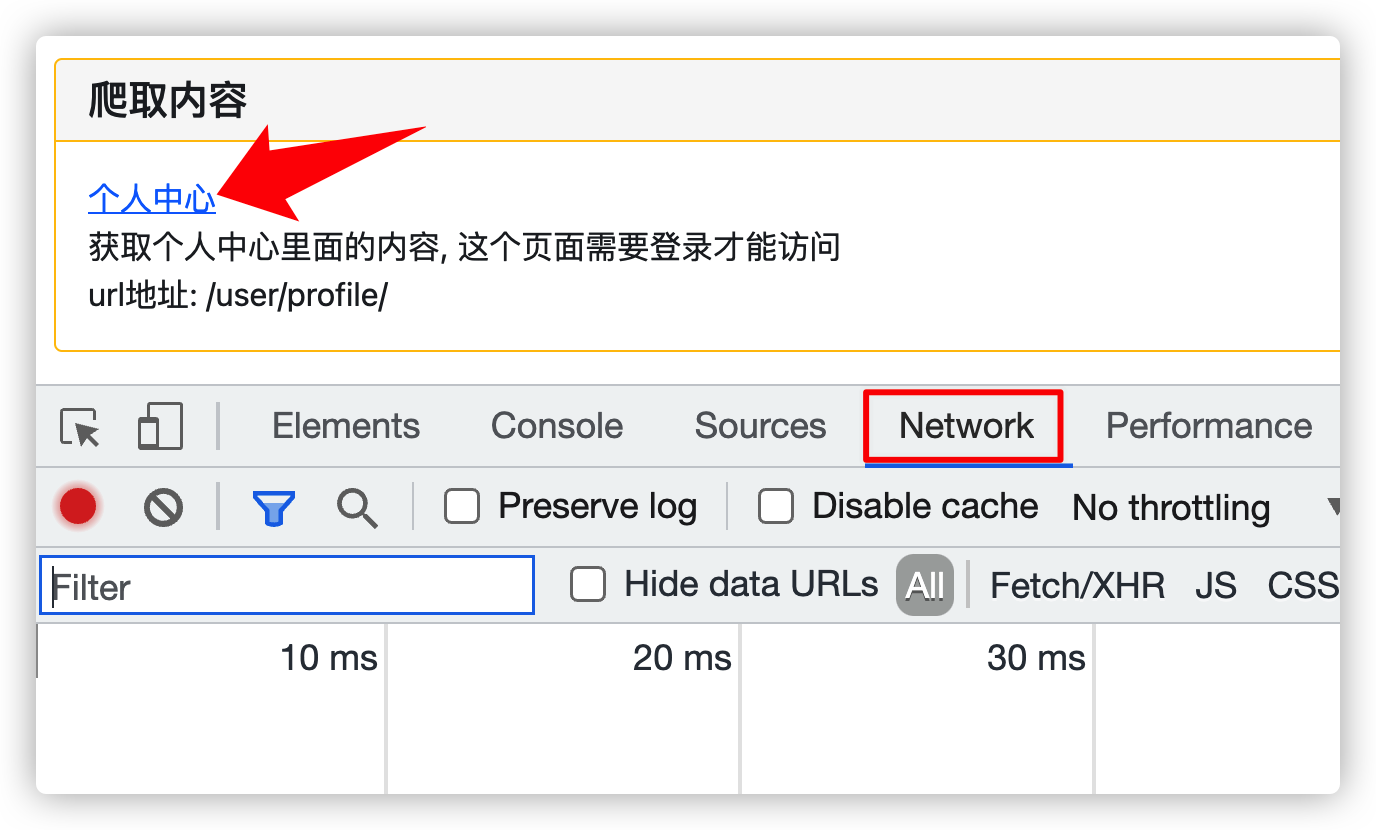 爬取内容
个人中心
获取个人中心里面的内容, 这个页面需要登录才能访问
url地址: /user/profile/
Elements Console Sources Network Performance
Preserve log Disable cache No throttling
Filter Hide data URLs All Fetch/XHR JS CSS
10 ms 20 ms 30 ms